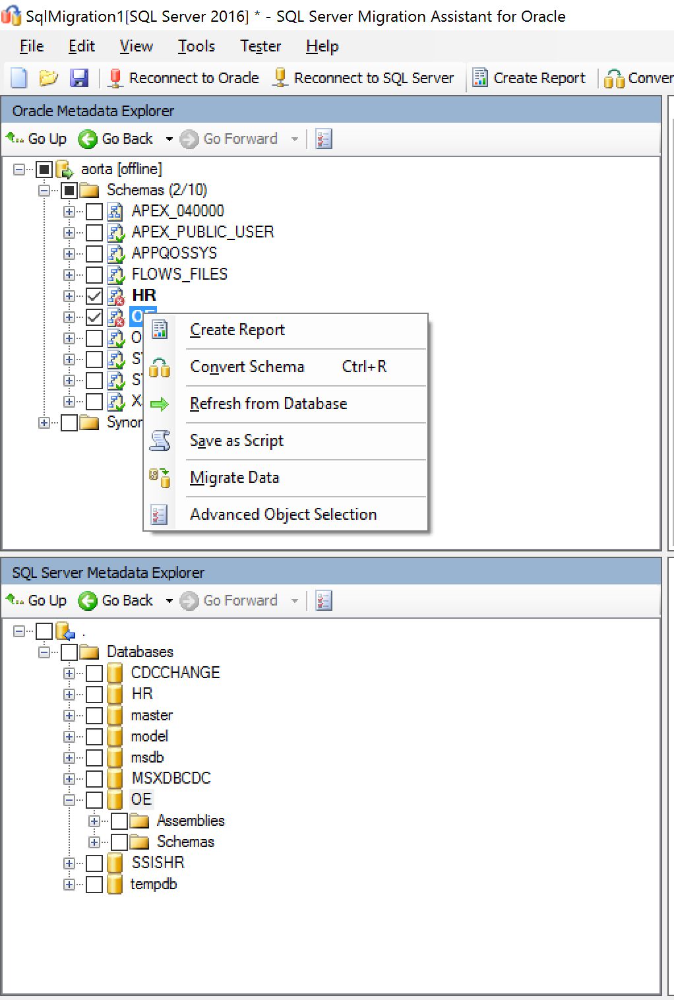 SqlMigration1[SQL Server 2016] * - SQL Server Migration Assistant for Oracle
File Edit View Tools Tester Help
Reconnect to Oracle Reconnect to SQL Server Create Report
Oracle Metadata Explorer
Go Up Go Back Go Forward
aorta [offline]
Schemas (2/10)
APEX_040000
APEX_PUBLIC_USER
APPQOSSYS
FLOWS_FILES
HR
Create Report
Convert Schema Ctrl+R
Refresh from Database
Save as Script
Migrate Data
Advanced Object Selection
SQL Server Metadata Explorer
Go Up Go Back Go Forward
.
Databases
CDCCHANGE
HR
master
model
msdb
MSXDBCDC
OE
Assemblies
Schemas
SSISHR
tempdb